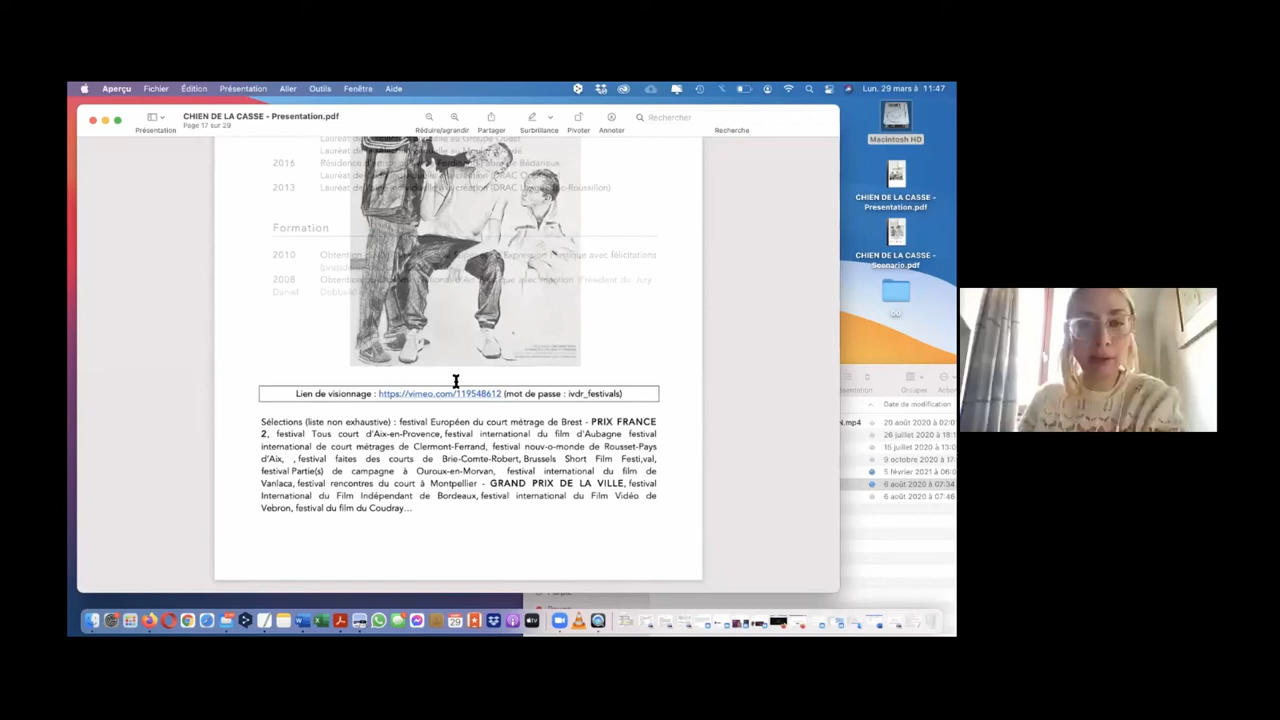 Aperçu Fichier Édition Présentation Aller Outils Fenêtre Aide Lun. 29 mars à 11:47
CHIEN DE LA CASSE - Presentation.pdf
Page 17 sur 29
Rechercher
Présentation Réduire/agrandir Partager Surbrillance Pivoter Annoter Recherche
Macintosh HD
CHIEN DE LA CASSE -
Presentation.pdf
CHIEN DE LA CASSE -
Scenario.pdf
2016
2013
Formation
2010
2008
Daniel
Lien de visionnage : https://vimeo.com/119548612 (mot de passe : ivdr_festivals)
Sélections (liste non exhaustive) : festival Européen du court métrage de Brest - PRIX FRANCE
2, festival Tous court d'Aix-en-Provence, festival international du film d'Aubagne festival
international de court métrages de Clermont-Ferrand, festival nouv-o-monde de Rousset-Pays
d'Aix, , festival faites des courts de Brie-Comte-Robert, Brussels Short Film Festi,val,
festival Partie(s) de campagne à Ouroux-en-Morvan, festival international du film de
Vanlaca, festival rencontres du court à Montpellier - GRAND PRIX DE LA VILLE, festival
International du Film Indépendant de Bordeaux, festival international du Film Vidéo de
Vebron, festival du film du Coudray...
Groupes
Date de modification
N.mp4 20 août 2020 à 0
26 juillet 2018 à 1
15 juillet 2020 à 1
9 octobre 2020 à 1
5 février 2021 à 06:0
6 août 2020 à 07:34
6 août 2020 à 07:46